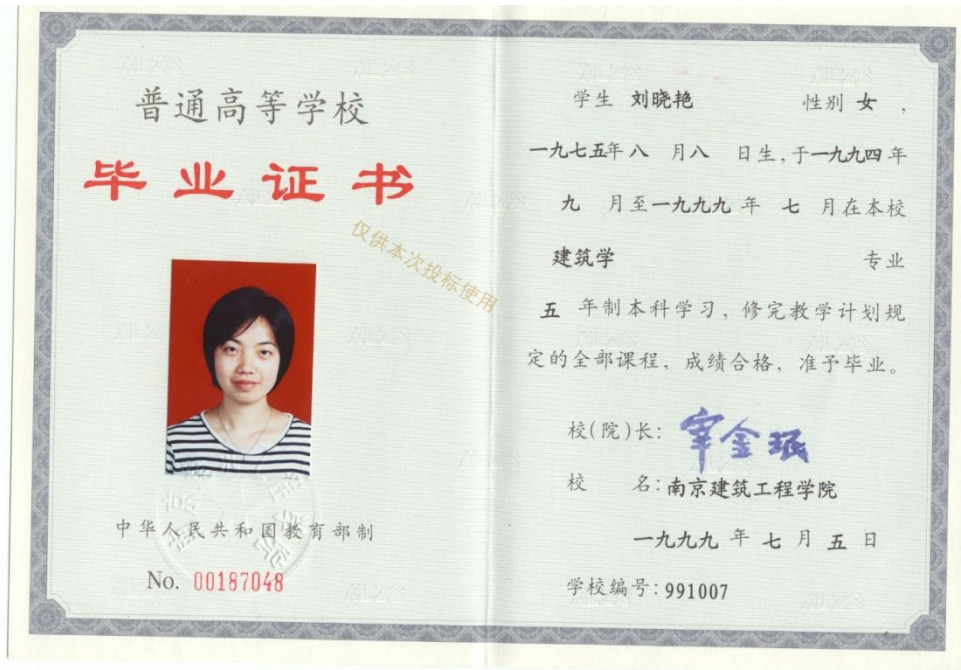 普通高等学校
毕业证书
仅供本次投标使用
中华人民共和国教育部制
No. 00187048
学生 刘晓艳 性别 女 ,
一九七五年八 月八 日生,于一九九四 年
九 月至一九九九 年 七 月在本校
建筑学 专业
五 年制本科学习,修完教学计划规
定的全部课程,成绩合格,准予毕业。
校(院)长: 宰金珉
校 名:南京建筑工程学院
一九九九 年 七 月 五 日
学校编号:991007